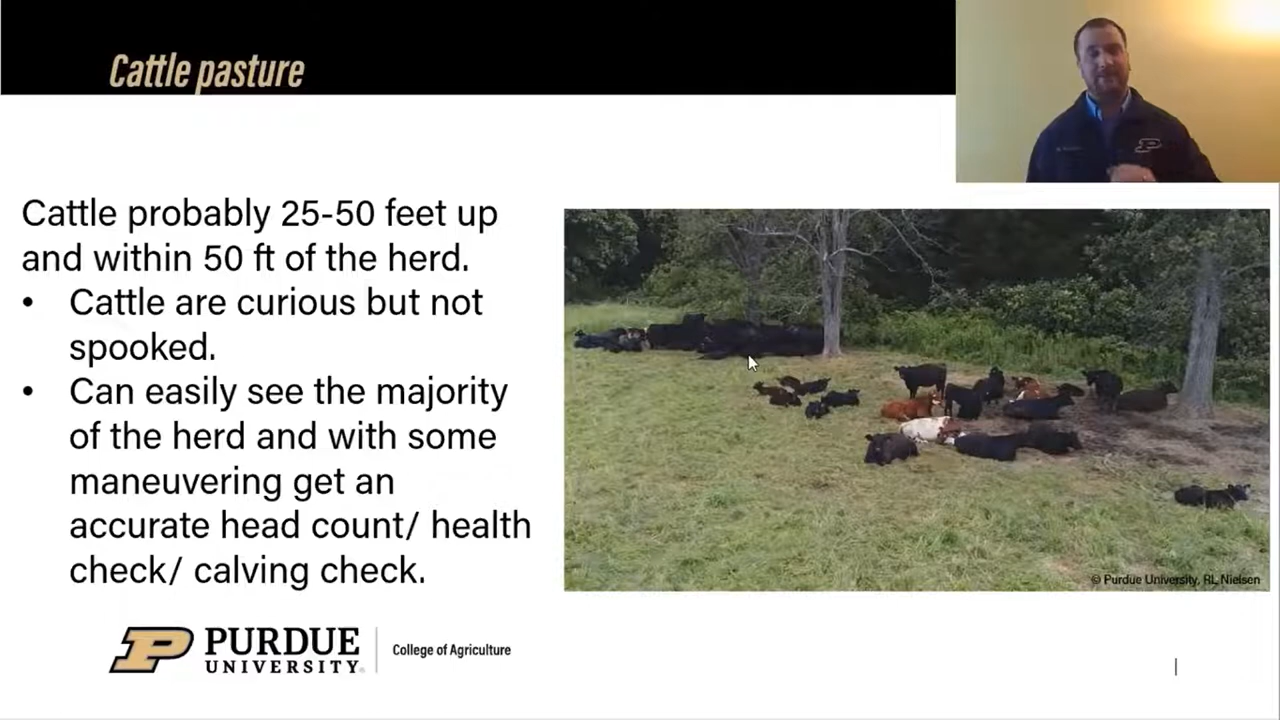 Cattle pasture
Cattle probably 25-50 feet up
and within 50 ft of the herd.
• Cattle are curious but not
spooked.
• Can easily see the majority
of the herd and with some
maneuvering get an
accurate head count/ health
check/ calving check.
© Purdue University, RL Nielsen
P PURDUE
UNIVERSITY®
College of Agriculture